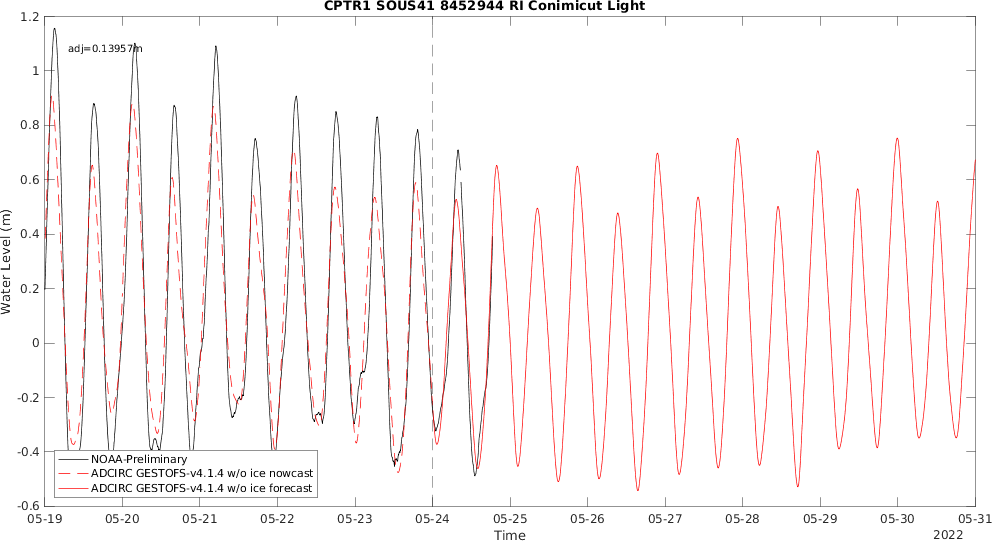 CPTR1 SOUS41 8452944 RI Conimicut Light
adj=0.13957m
Water Level (m)
1.2
1
0.8
0.6
0.4
0.2
0
-0.2
-0.4
-0.6
NOAA-Preliminary
ADCIRC GESTOFS-v4.1.4 w/o ice nowcast
ADCIRC GESTOFS-v4.1.4 w/o ice forecast
05-19 05-20 05-21 05-22 05-23 05-24 05-25 05-26 05-27 05-28 05-29 05-30 05-31
Time
2022